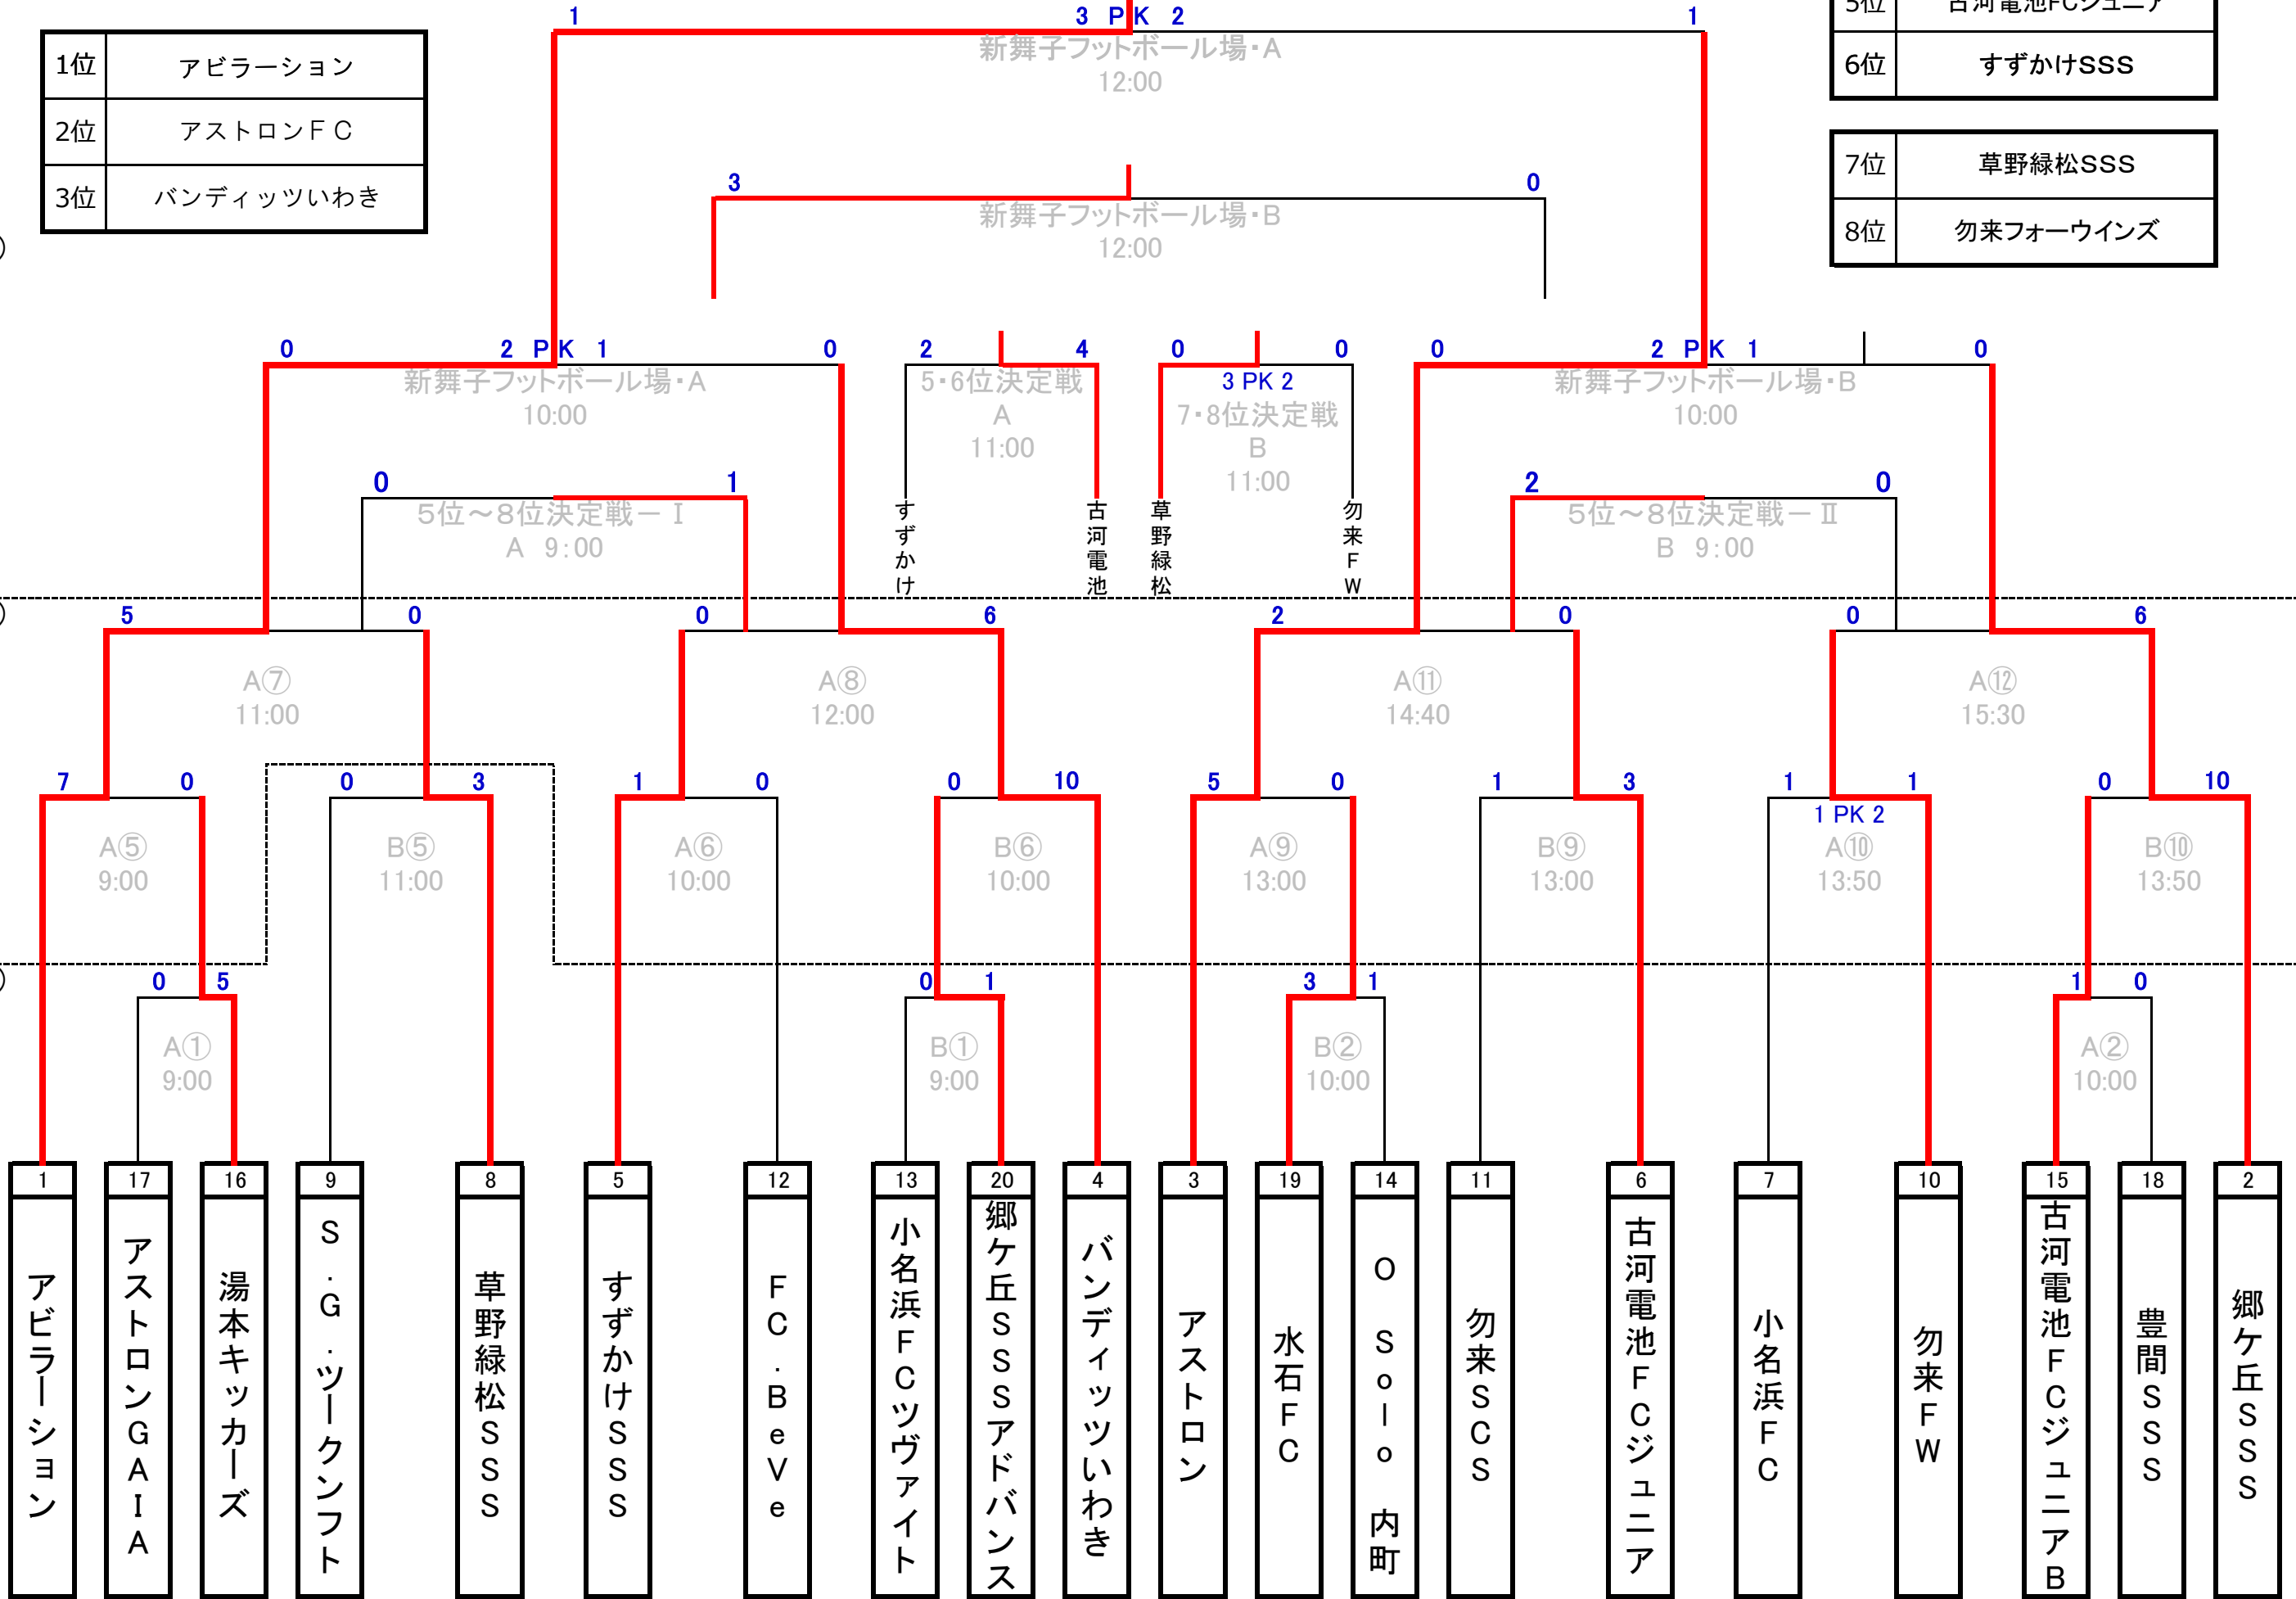 5位 古河電池FCジュニア
1 3 PK 2 1
1位 アビラーション
新舞子フットボール場・A
6位 すずかけSSS
12:00
2位 アストロンFC
7位 草野緑松SSS
3位 バンディッツいわき
3 0
新舞子フットボール場・B
8位 勿来フォーウインズ
12:00
0 2 PK 1 0
2 4
0 0
0 2 PK 1 0
新舞子フットボール場・A
10:00
5・6位決定戦
A
11:00
3 PK 2
7・8位決定戦
B
11:00
新舞子フットボール場・B
10:00
0 1
5位～8位決定戦－Ⅰ
A 9:00
すずかけ
古河電池
草野緑松
勿来FW
2 0
5位～8位決定戦－Ⅱ
B 9:00
5 0
0 6
2 0
0 6
A⑦
11:00
A⑧
12:00
A⑪
14:40
A⑫
15:30
7 0
0 3
1 0
0 10
5 0
1 3
1 1
1 PK 2
0 10
A⑤
9:00
B⑤
11:00
A⑥
10:00
B⑥
10:00
A⑨
13:00
B⑨
13:00
A⑩
13:50
B⑩
13:50
0 5
0 1
3 1
1 0
A①
9:00
B①
9:00
B②
10:00
A②
10:00
1
アビラーション
17
アストロンGAIA
16
湯本キッカーズ
9
S.G.ツークンフト
8
草野緑松SSS
5
すずかけSSS
12
FC.BeVe
13
小名浜FCツヴァイト
20
郷ケ丘SSSアドバンス
4
バンディッツいわき
3
アストロン
19
水石FC
14
O Solo 内町
11
勿来SCS
6
古河電池FCジュニア
7
小名浜FC
10
勿来FW
15
古河電池FCジュニアB
18
豊間SSS
2
郷ケ丘SSS